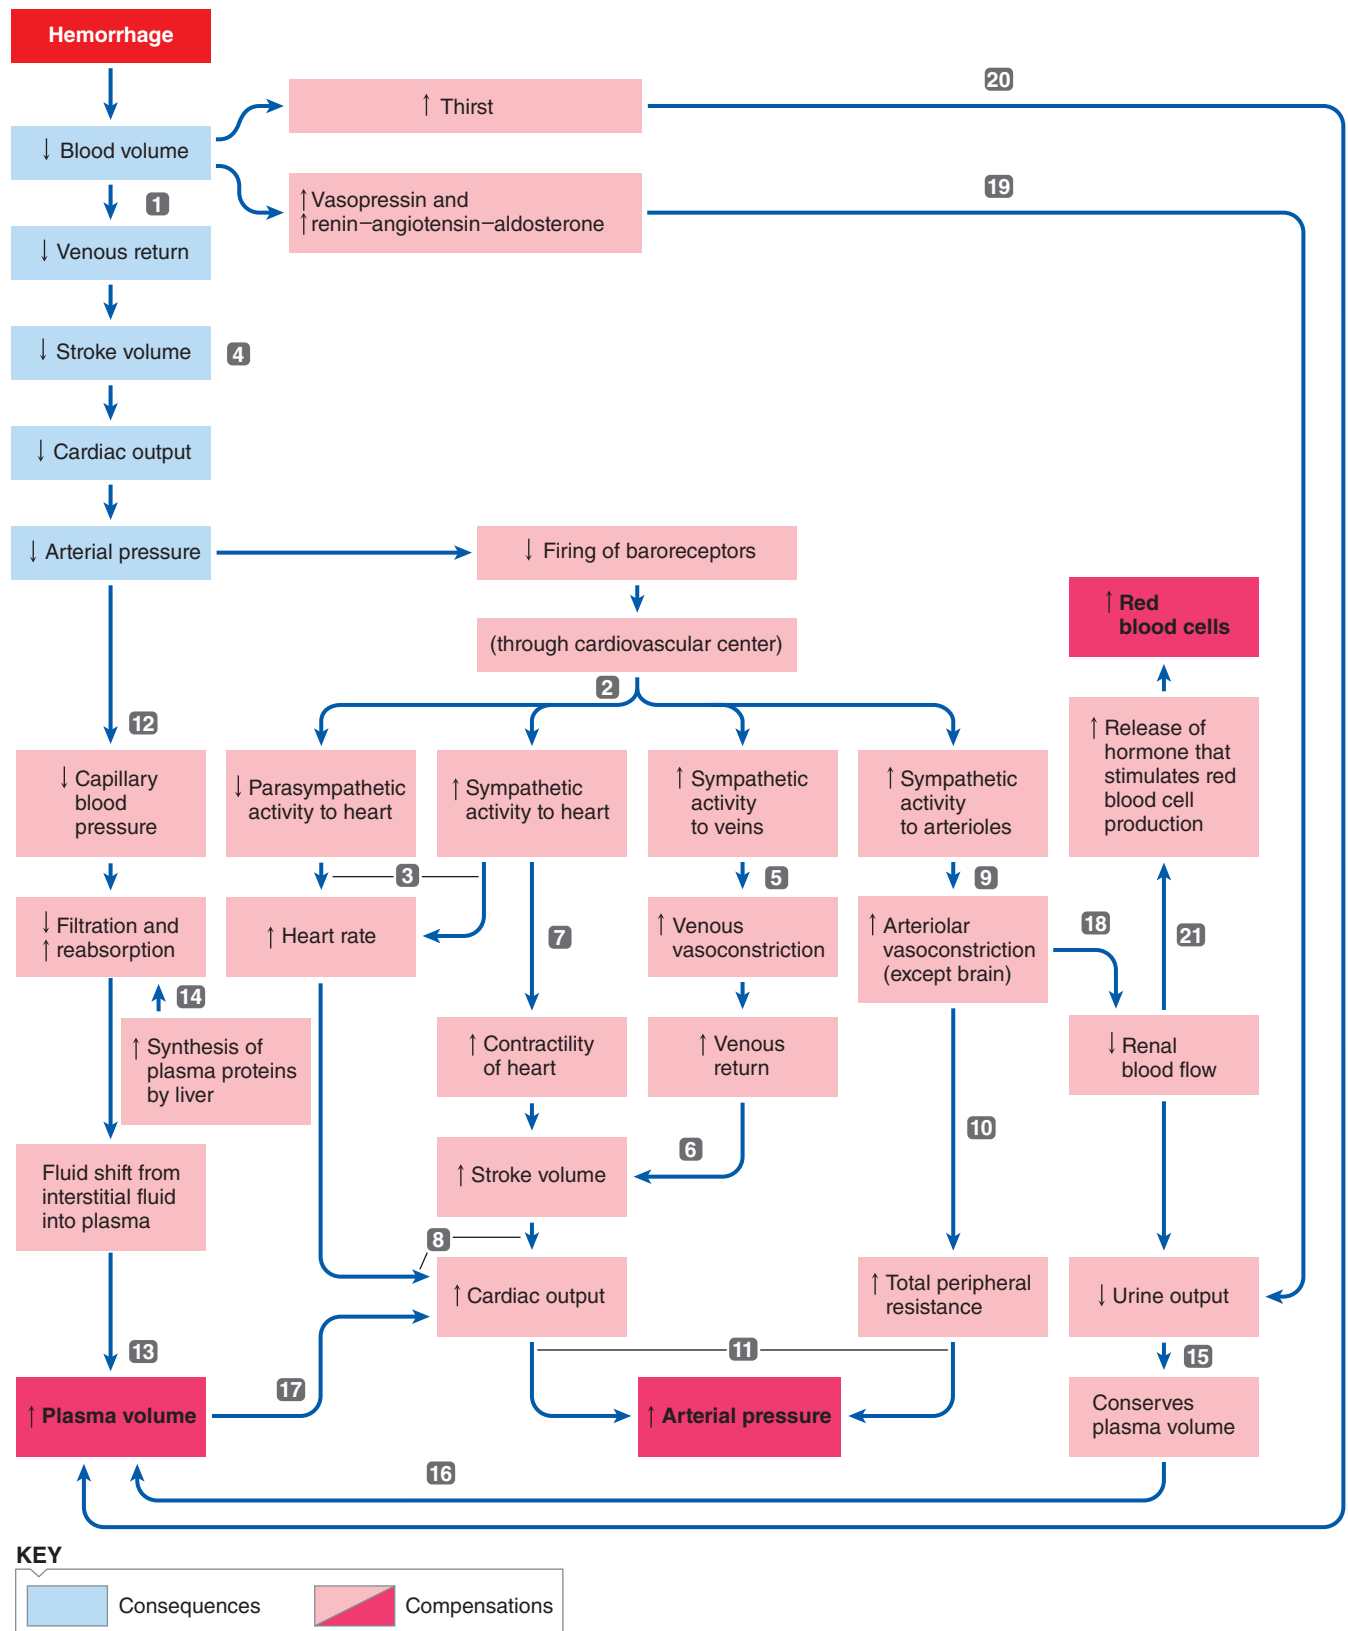 Hemorrhage
20
↑ Thirst
↓ Blood volume
19
↑ Vasopressin and
↑ renin–angiotensin–aldosterone
1
↓ Venous return
↓ Stroke volume
4
↓ Cardiac output
↓ Arterial pressure
↓ Firing of baroreceptors
↑ Red
blood cells
(through cardiovascular center)
2
12
↓ Capillary
blood
pressure
↓ Parasympathetic
activity to heart
↑ Sympathetic
activity to heart
↑ Sympathetic
activity
to veins
↑ Sympathetic
activity
to arterioles
↑ Release of
hormone that
stimulates red
blood cell
production
3
5
9
↓ Filtration and
↑ reabsorption
↑ Heart rate
7
↑ Venous
vasoconstriction
↑ Arteriolar
vasoconstriction
(except brain)
18
21
14
↑ Synthesis of
plasma proteins
by liver
↑ Contractility
of heart
↑ Venous
return
↓ Renal
blood flow
10
6
Fluid shift from
interstitial fluid
into plasma
↑ Stroke volume
8
↑ Cardiac output
↑ Total peripheral
resistance
↓ Urine output
13
11
15
17
↑ Plasma volume
↑ Arterial pressure
Conserves
plasma volume
16
KEY
Consequences
Compensations